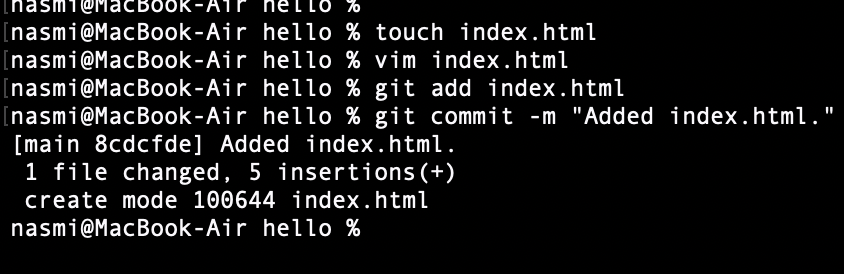 nasmi@MacBook-Air hello %
[nasmi@MacBook-Air hello % touch index.html
[nasmi@MacBook-Air hello % vim index.html
[nasmi@MacBook-Air hello % git add index.html
[nasmi@MacBook-Air hello % git commit -m "Added index.html."
[main 8cdcfde] Added index.html.
1 file changed, 5 insertions(+)
create mode 100644 index.html
nasmi@MacBook-Air hello %